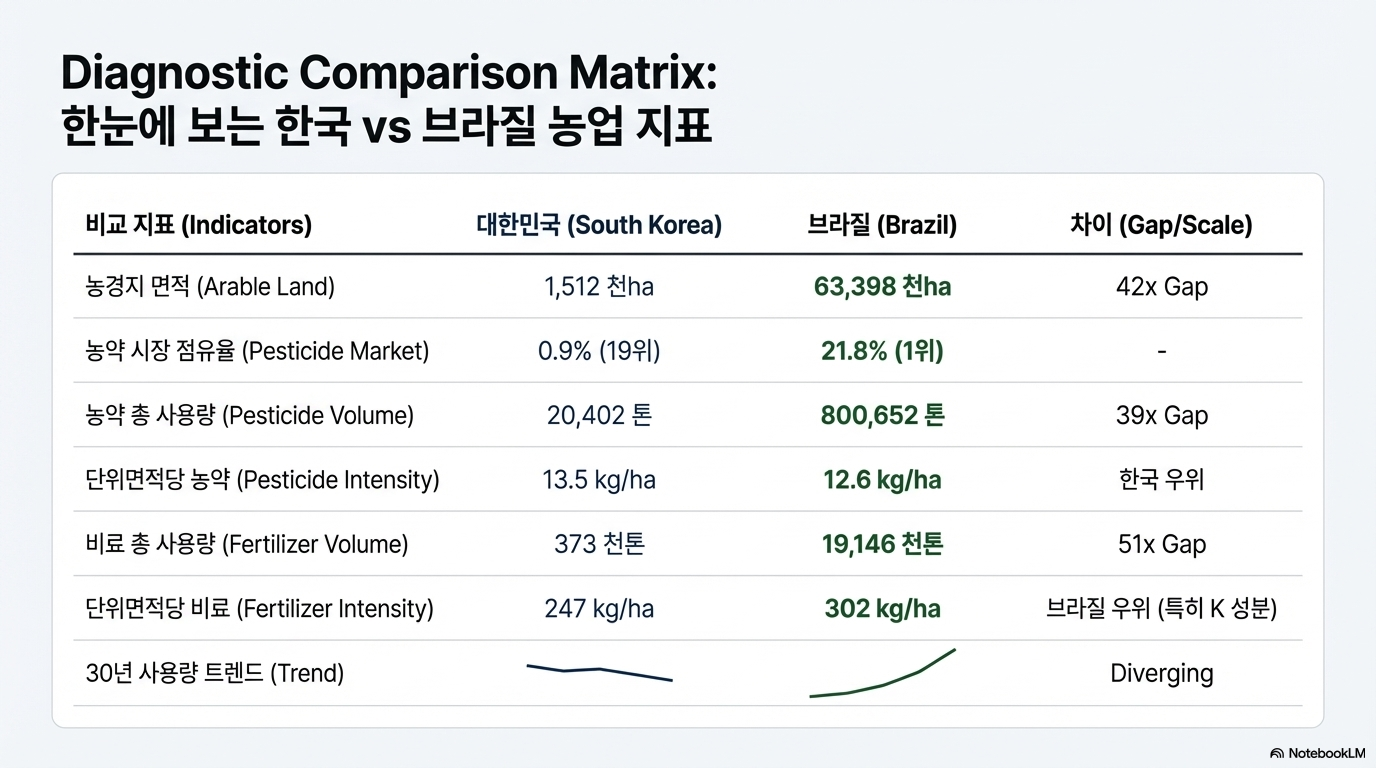 Diagnostic Comparison Matrix:
한눈에 보는 한국 vs 브라질 농업 지표
비교 지표 (Indicators) 대한민국 (South Korea) 브라질 (Brazil) 차이 (Gap/Scale)
농경지 면적 (Arable Land) 1,512 천ha 63,398 천ha 42x Gap
농약 시장 점유율 (Pesticide Market) 0.9% (19위) 21.8% (1위) -
농약 총 사용량 (Pesticide Volume) 20,402 톤 800,652 톤 39x Gap
단위면적당 농약 (Pesticide Intensity) 13.5 kg/ha 12.6 kg/ha 한국 우위
비료 총 사용량 (Fertilizer Volume) 373 천톤 19,146 천톤 51x Gap
단위면적당 비료 (Fertilizer Intensity) 247 kg/ha 302 kg/ha 브라질 우위 (특히 K 성분)
30년 사용량 트렌드 (Trend) Diverging
NotebookLM